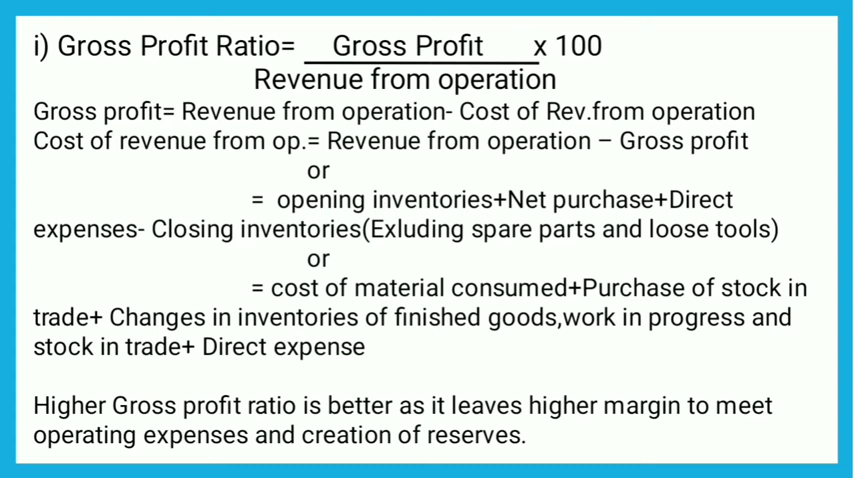 i) Gross Profit Ratio= Gross Profit x 100
Revenue from operation
Gross profit= Revenue from operation- Cost of Rev.from operation
Cost of revenue from op.= Revenue from operation – Gross profit
or
= opening inventories+Net purchase+Direct
expenses- Closing inventories(Exluding spare parts and loose tools)
or
= cost of material consumed+Purchase of stock in
trade+ Changes in inventories of finished goods,work in progress and
stock in trade+ Direct expense
Higher Gross profit ratio is better as it leaves higher margin to meet
operating expenses and creation of reserves.